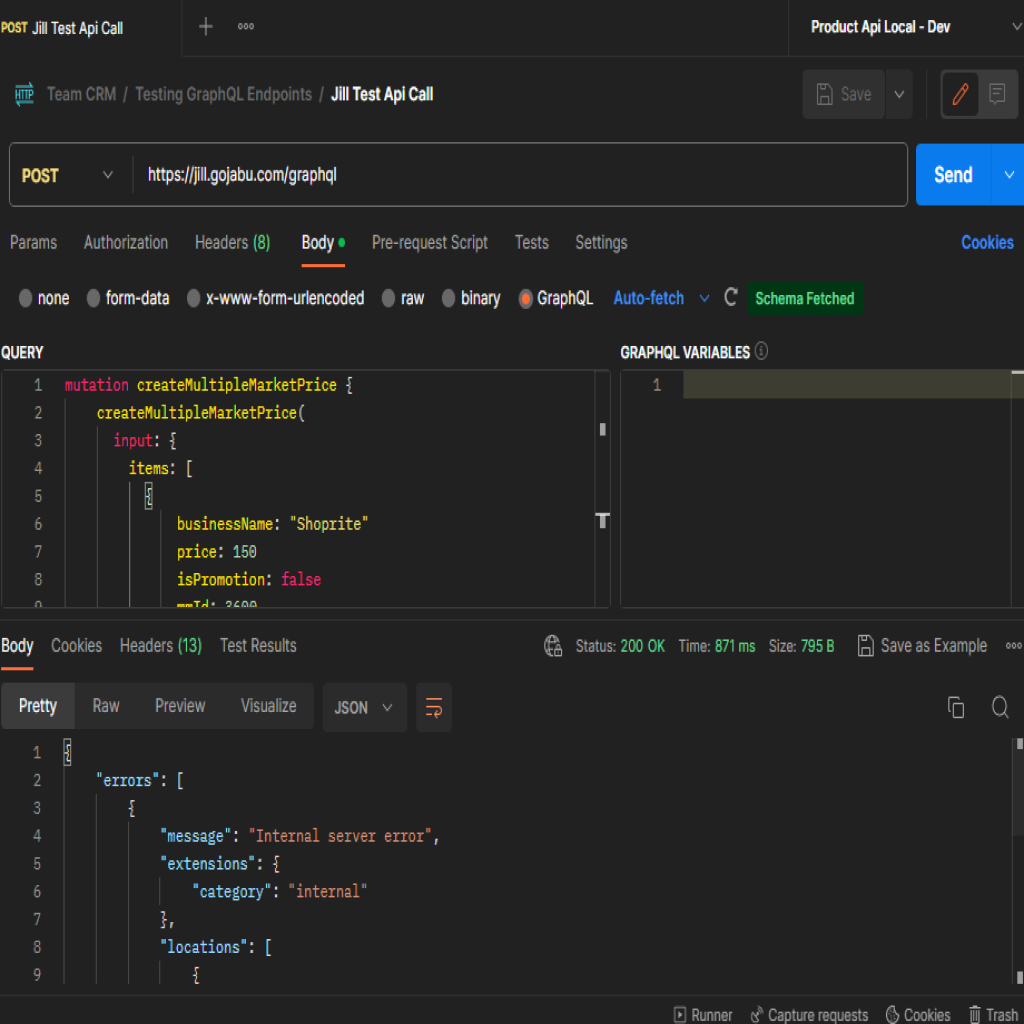 POST Jill Test Api Call
Product Api Local - Dev
HTTP Team CRM / Testing GraphQL Endpoints / Jill Test Api Call
Save
POST https://jill.gojabu.com/graphql Send
Params Authorization Headers (8) Body Pre-request Script Tests Settings Cookies
none form-data x-www-form-urlencoded raw binary GraphQL Auto-fetch Schema Fetched
QUERY
1 mutation createMultipleMarketPrice {
2 createMultipleMarketPrice(
3 input: {
4 items: [
5 {
6 businessName: "Shoprite"
7 price: 150
8 isPromotion: false
9 mmId: 3600
GRAPHQL VARIABLES
1
Body Cookies Headers (13) Test Results Status: 200 OK Time: 871 ms Size: 795 B Save as Example
Pretty Raw Preview Visualize JSON
1 {
2 "errors": [
3 {
4 "message": "Internal server error",
5 "extensions": {
6 "category": "internal"
7 },
8 "locations": [
9 {
Runner Capture requests Cookies Trash